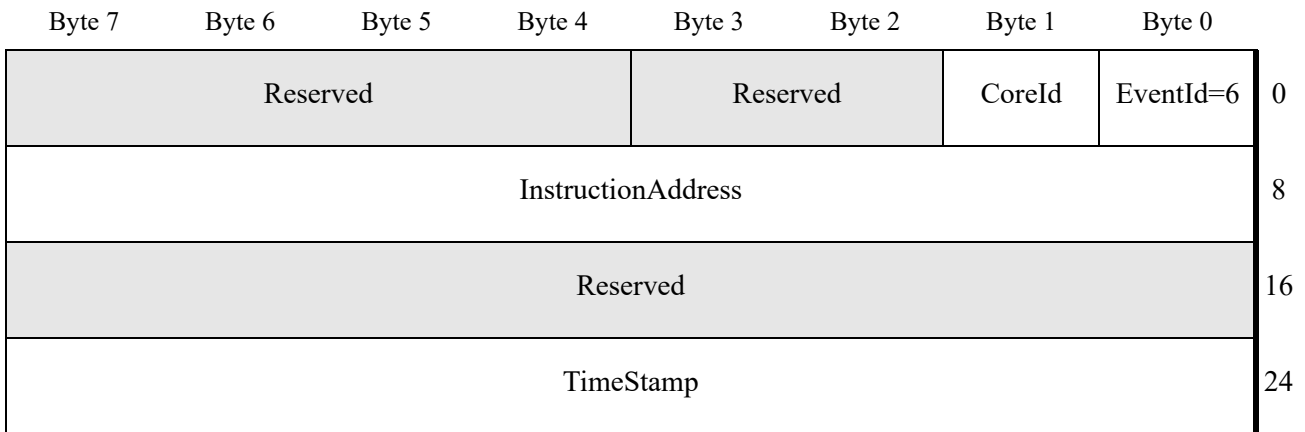 Byte 7 Byte 6 Byte 5 Byte 4 Byte 3 Byte 2 Byte 1 Byte 0
Reserved Reserved CoreId EventId=6 0
InstructionAddress 8
Reserved 16
TimeStamp 24